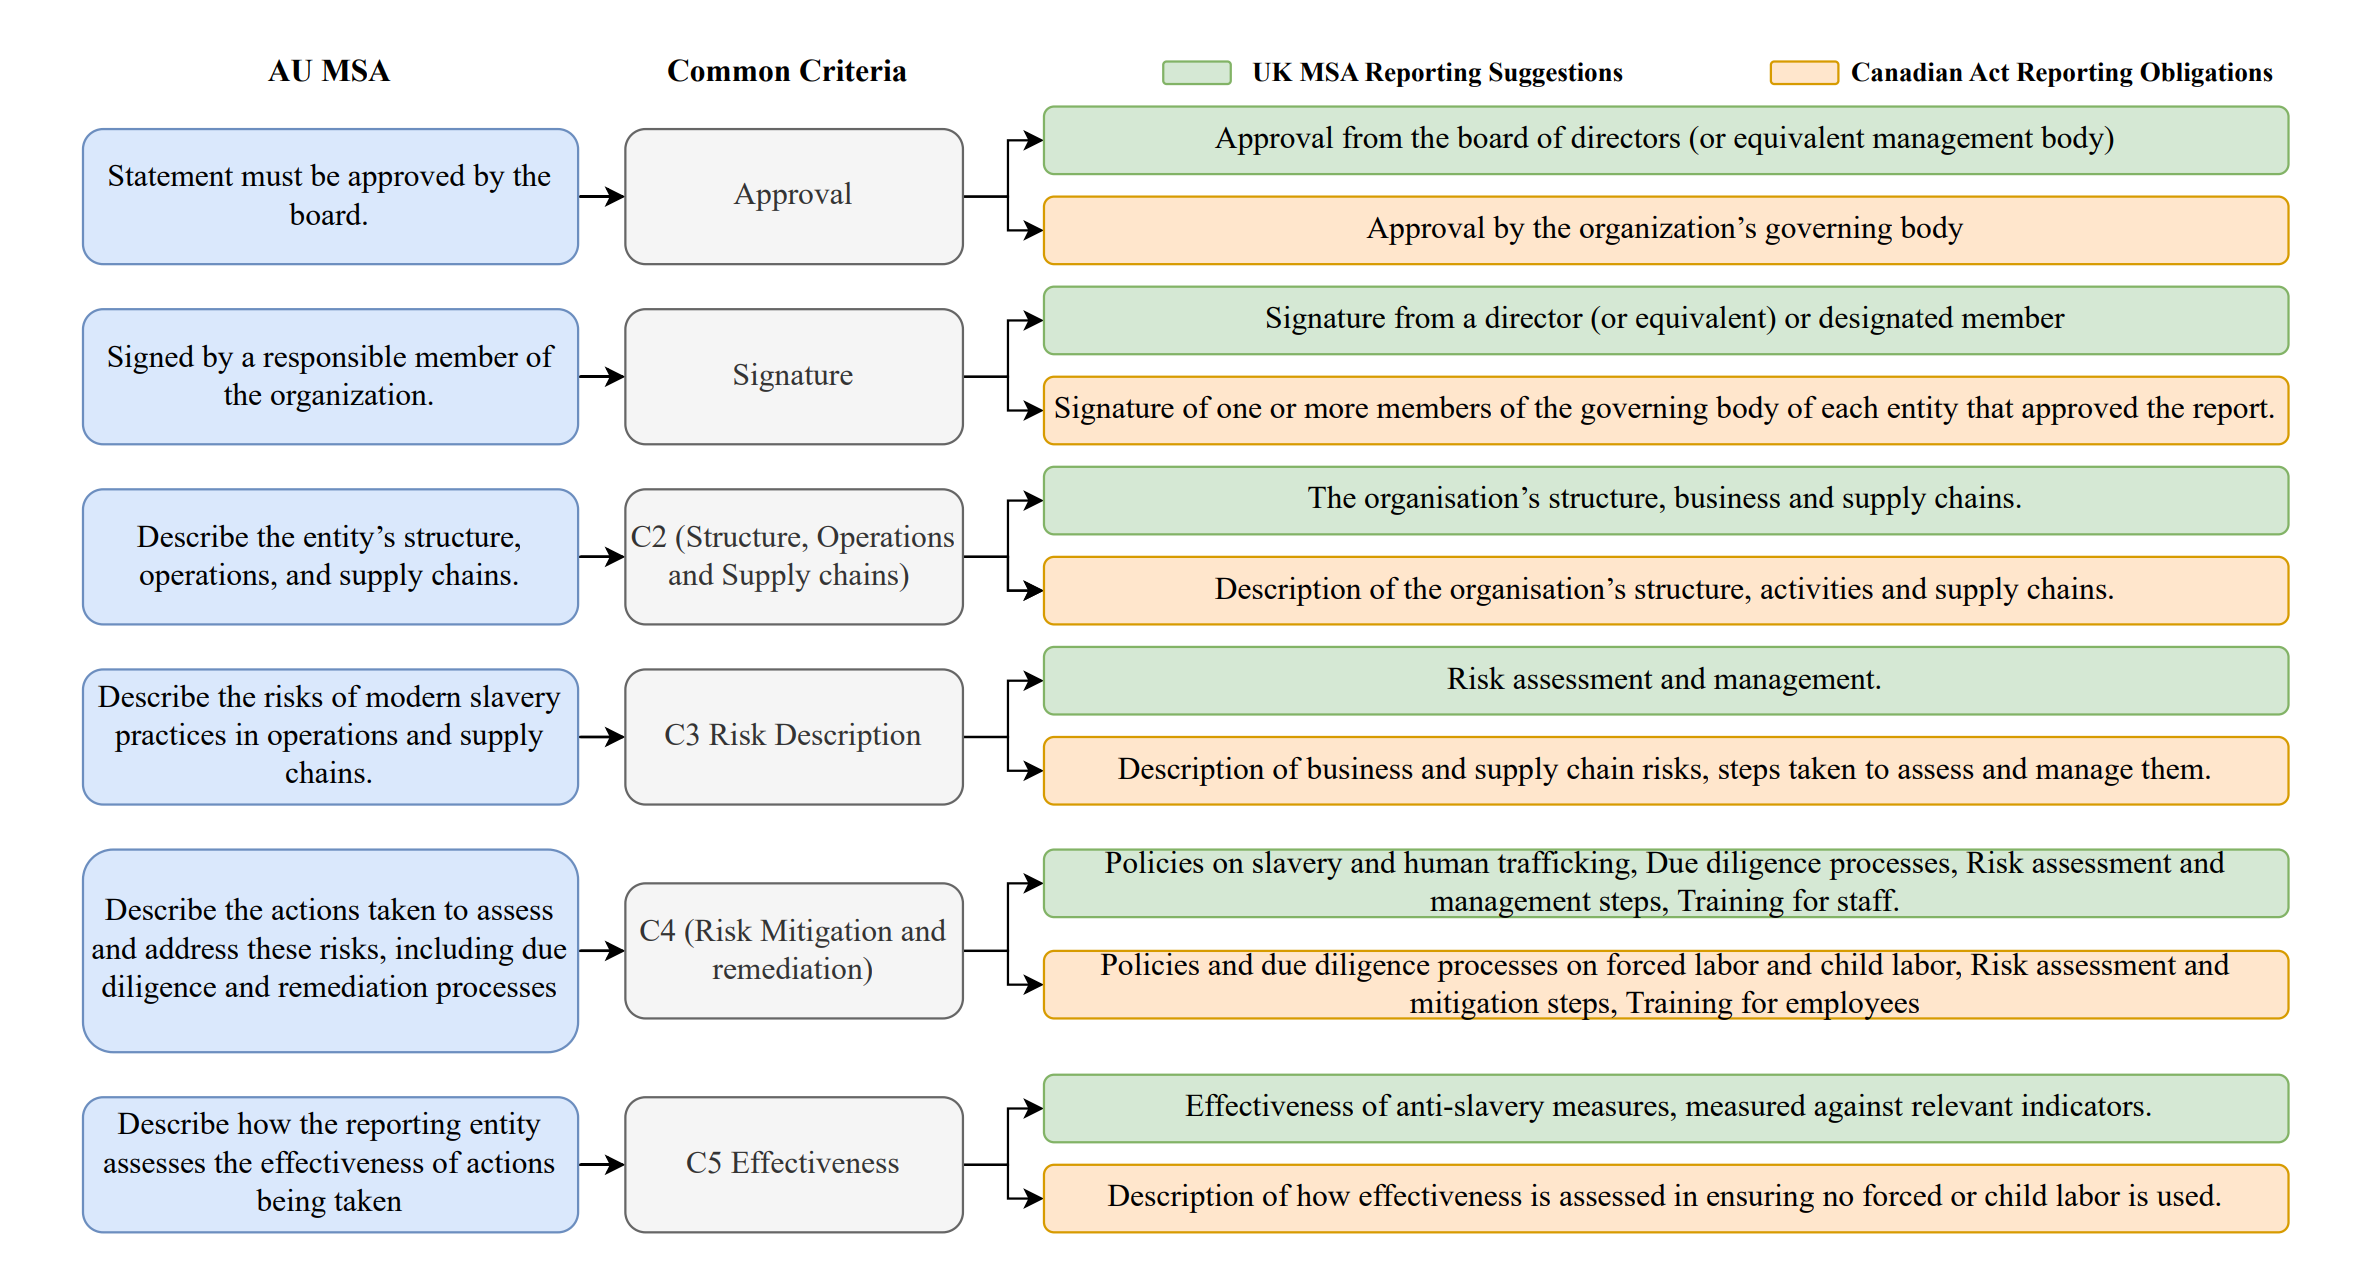 AU MSA
Common Criteria
UK MSA Reporting Suggestions
Canadian Act Reporting Obligations
Statement must be approved by the
board.
Approval
Approval from the board of directors (or equivalent management body)
Approval by the organization’s governing body
Signed by a responsible member of
the organization.
Signature
Signature from a director (or equivalent) or designated member
Signature of one or more members of the governing body of each entity that approved the report.
Describe the entity’s structure,
operations, and supply chains.
C2 (Structure, Operations
and Supply chains)
The organisation’s structure, business and supply chains.
Description of the organisation’s structure, activities and supply chains.
Describe the risks of modern slavery
practices in operations and supply
chains.
C3 Risk Description
Risk assessment and management.
Description of business and supply chain risks, steps taken to assess and manage them.
Describe the actions taken to assess
and address these risks, including due
diligence and remediation processes
C4 (Risk Mitigation and
remediation)
Policies on slavery and human trafficking, Due diligence processes, Risk assessment and
management steps, Training for staff.
Policies and due diligence processes on forced labor and child labor, Risk assessment and
mitigation steps, Training for employees
Describe how the reporting entity
assesses the effectiveness of actions
being taken
C5 Effectiveness
Effectiveness of anti-slavery measures, measured against relevant indicators.
Description of how effectiveness is assessed in ensuring no forced or child labor is used.